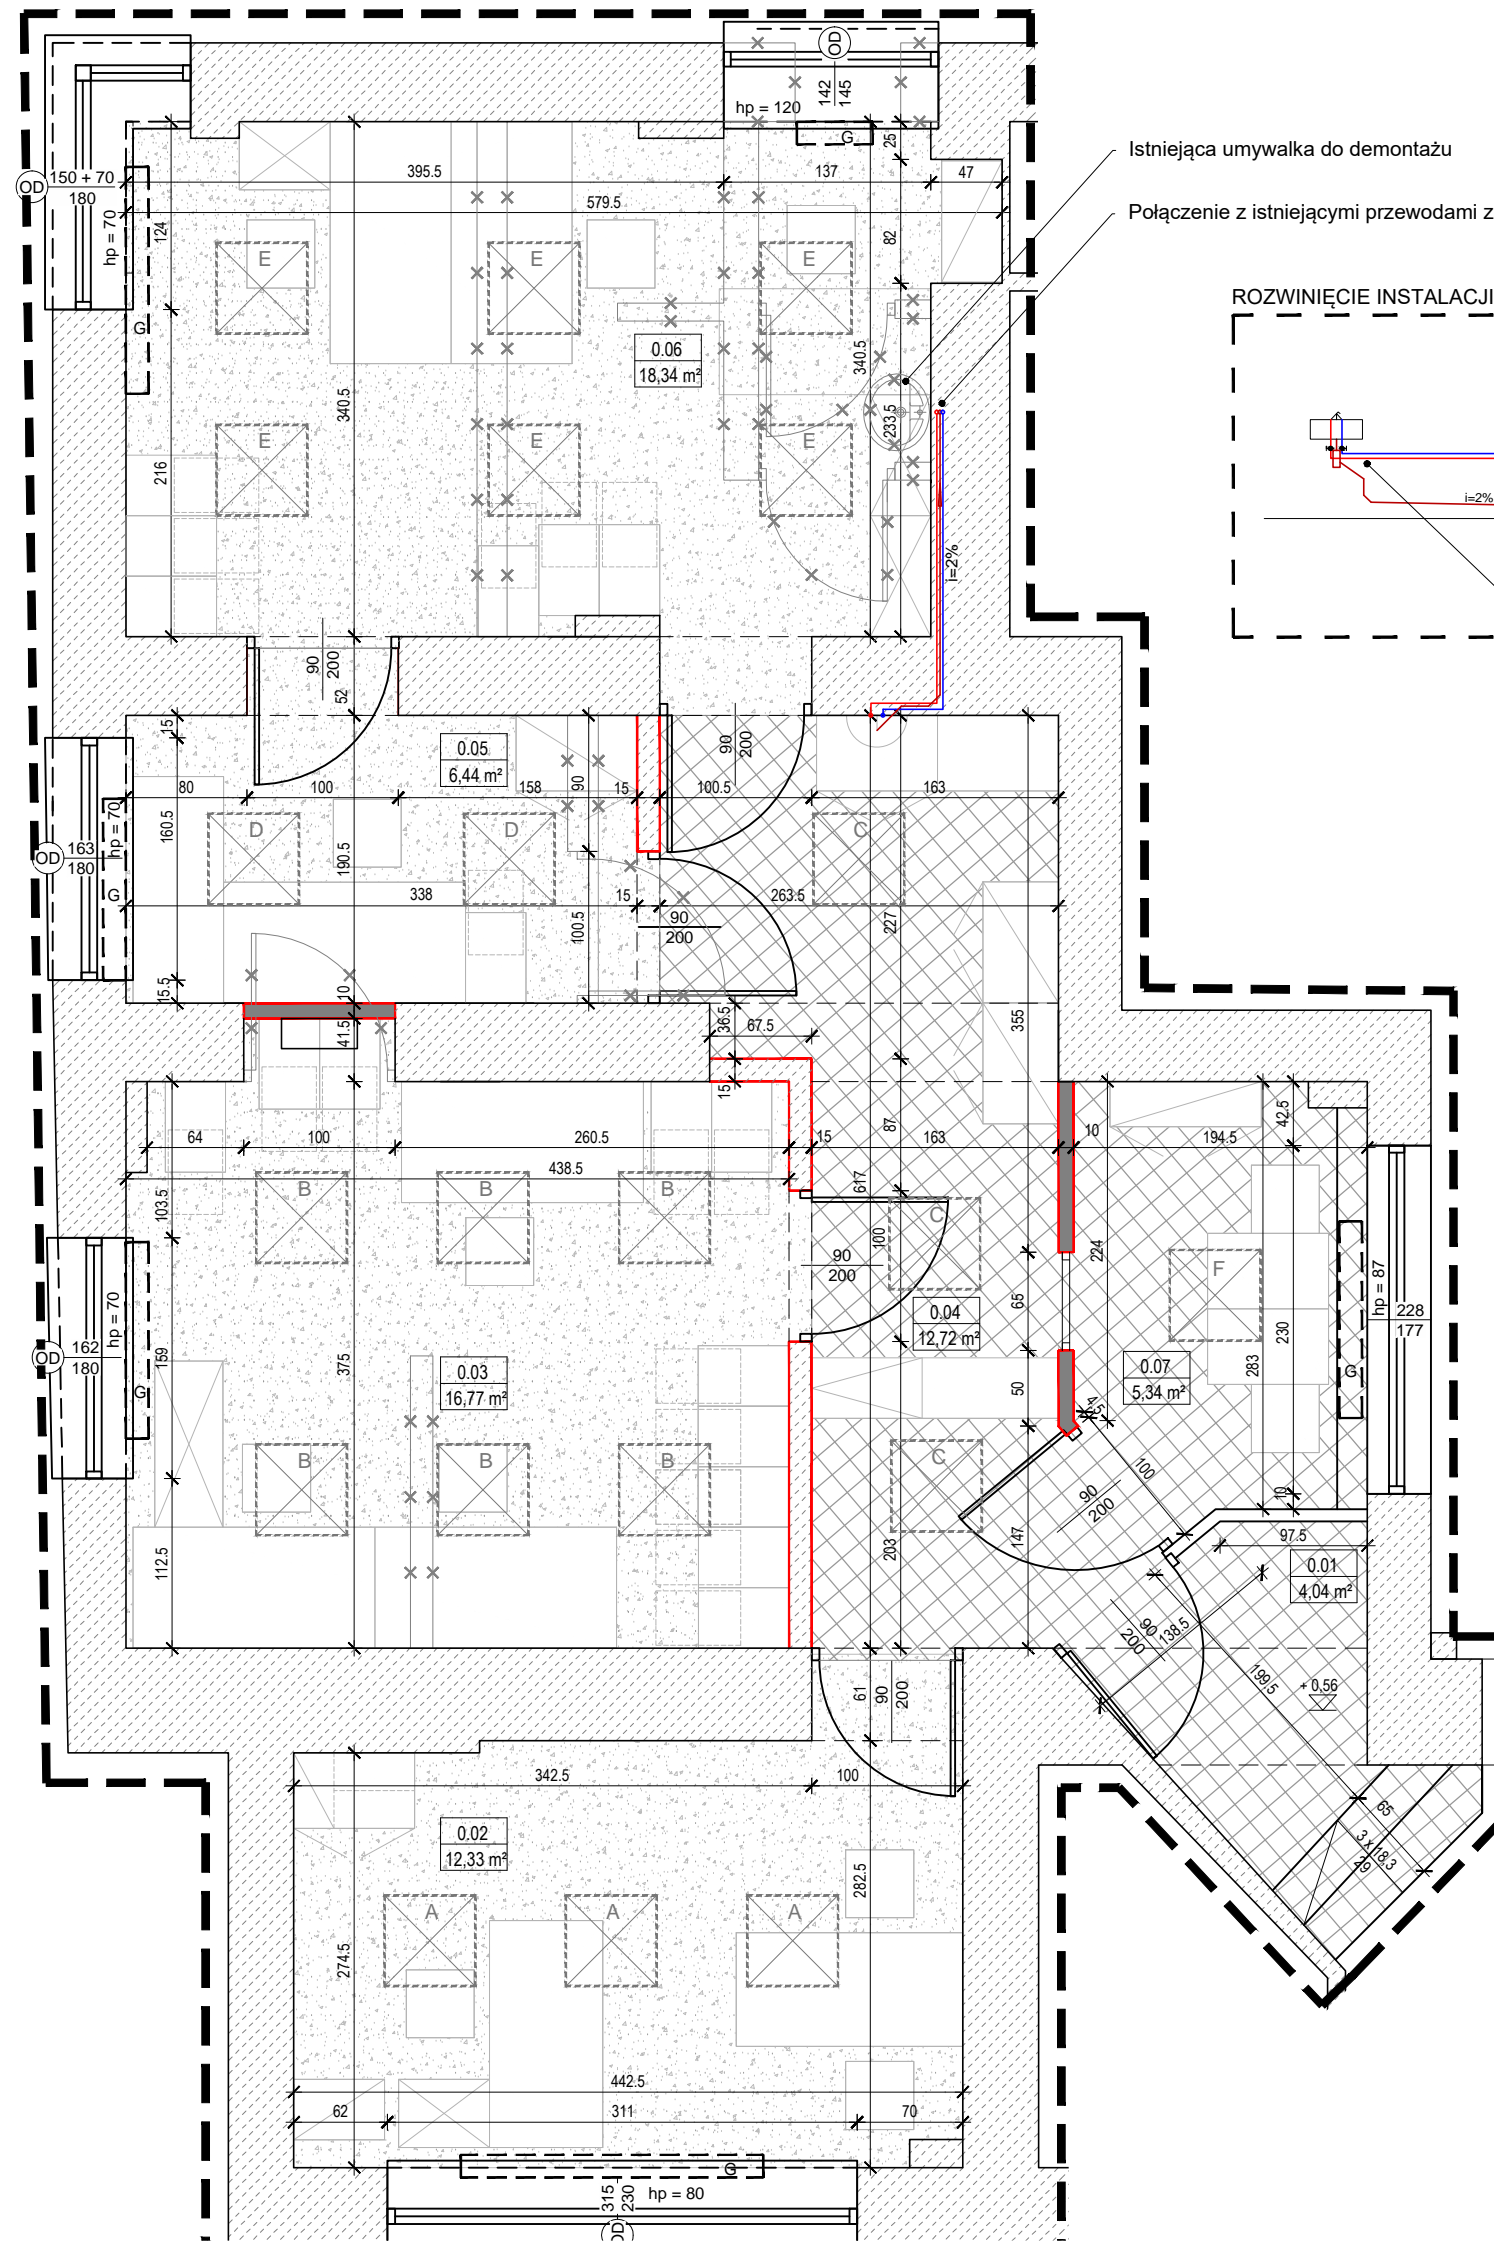 OD
142
145
hp = 120
G
25
Istniejąca umywalka do demontażu
OD
150 + 70
180
395.5
137
47
579.5
Połączenie z istniejącymi przewodami z
hp = 70
124
82
E
E
E
G
ROZWINIĘCIE INSTALACJI
0.06
18,34 m²
340.5
340.5
233.5
E
E
E
216
i=2%
i=2%
90
200
52
15
0.05
6,44 m²
90
200
80
100
158
90
15
100.5
163
hp = 70
160.5
D
D
C
190.5
OD
163
180
G
338
15
263.5
90
200
100.5
227
15.5
10
41.5
36.5
67.5
355
15
87
42.5
64
100
260.5
15
163
10
194.5
438.5
617
103.5
B
B
B
C
100
224
F
90
200
hp = 70
hp = 87
65
0.04
12,72 m²
228
177
230
OD
162
180
159
375
G
0.03
16,77 m²
50
0.07
5,34 m²
283
G
4,5
B
B
B
C
100
90
200
10
112.5
203
147
97.5
0.01
4,04 m²
90
200
138.5
199.5
+ 0,56
61
90
200
342.5
100
65
3 x 18,3
29
0.02
12,33 m²
282.5
A
A
A
274.5
442.5
62
311
70
G
315
230
hp = 80
OD